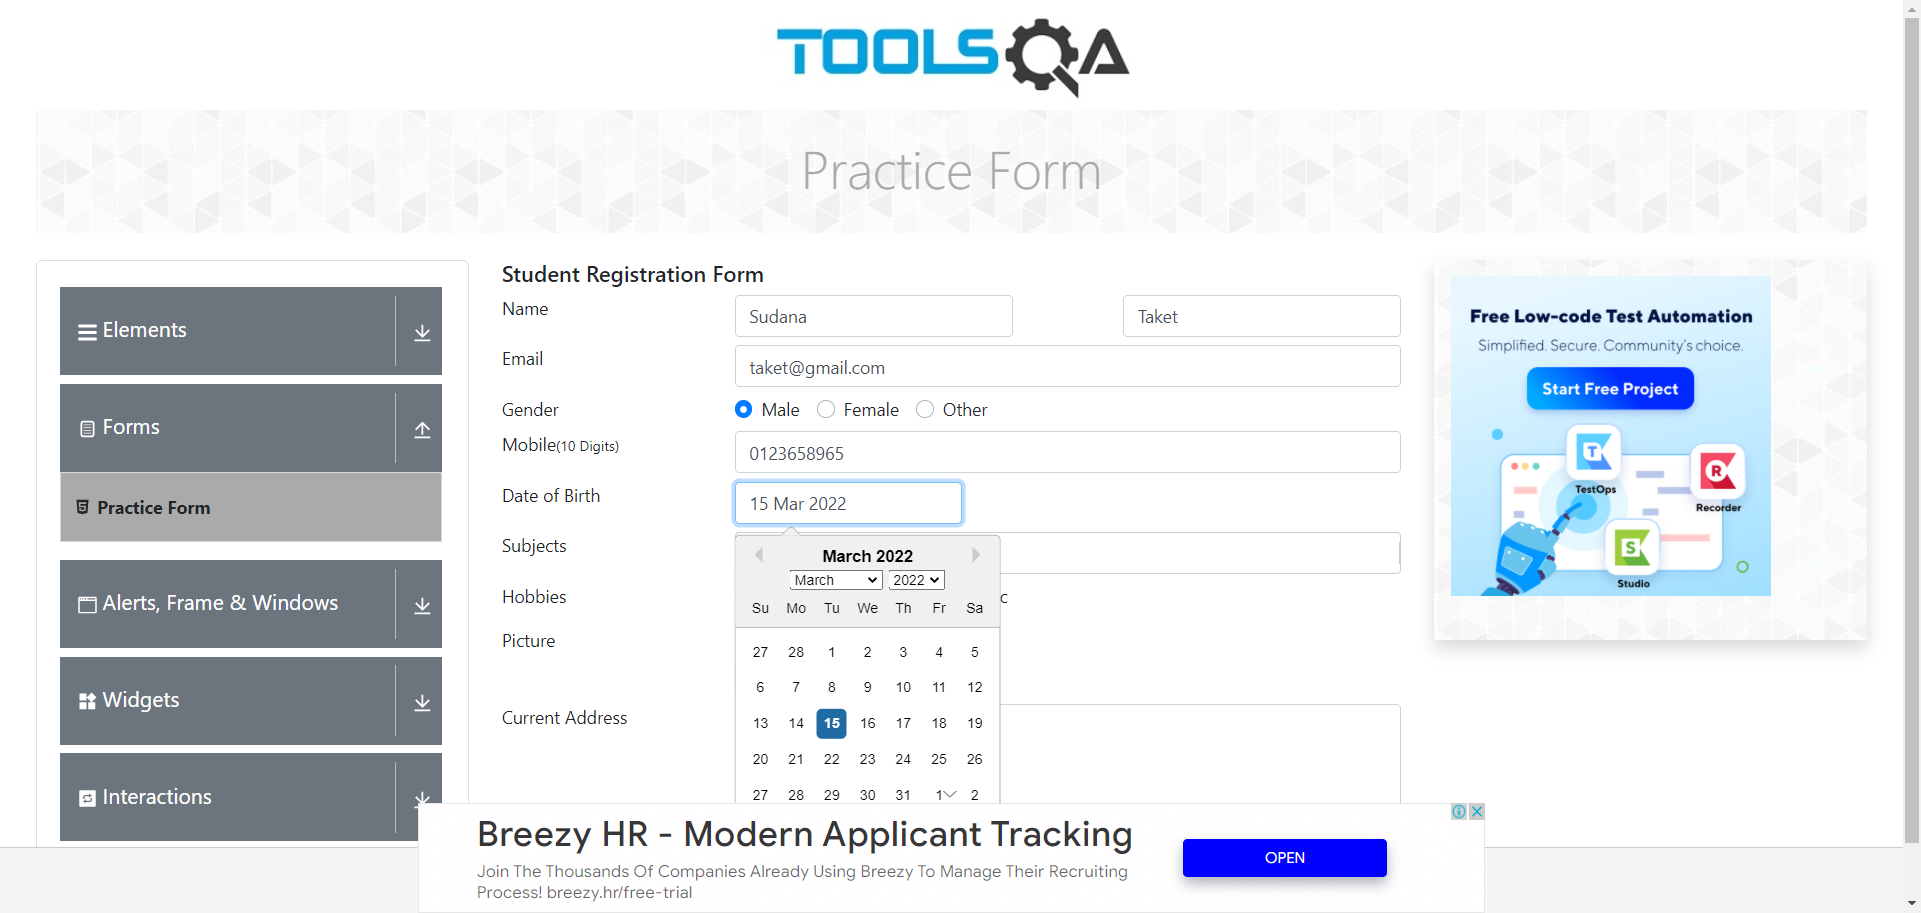 TOOLSQA
Practice Form
Elements
Forms
Practice Form
Alerts, Frame & Windows
Widgets
Interactions
Student Registration Form
Name
Sudana
Taket
Email
taket@gmail.com
Gender
Male
Female
Other
Mobile(10 Digits)
0123658965
Date of Birth
15 Mar 2022
Subjects
Hobbies
c
Picture
Current Address
March 2022
March 2022
Su Mo Tu We Th Fr Sa
27 28 1 2 3 4 5
6 7 8 9 10 11 12
13 14 15 16 17 18 19
20 21 22 23 24 25 26
27 28 29 30 31 1 2
Free Low-code Test Automation
Simplified. Secure. Community's choice.
Start Free Project
T
TestOps
R
Recorder
S
Studio
Breezy HR - Modern Applicant Tracking
Join The Thousands Of Companies Already Using Breezy To Manage Their Recruiting
Process! breezy.hr/free-trial
OPEN